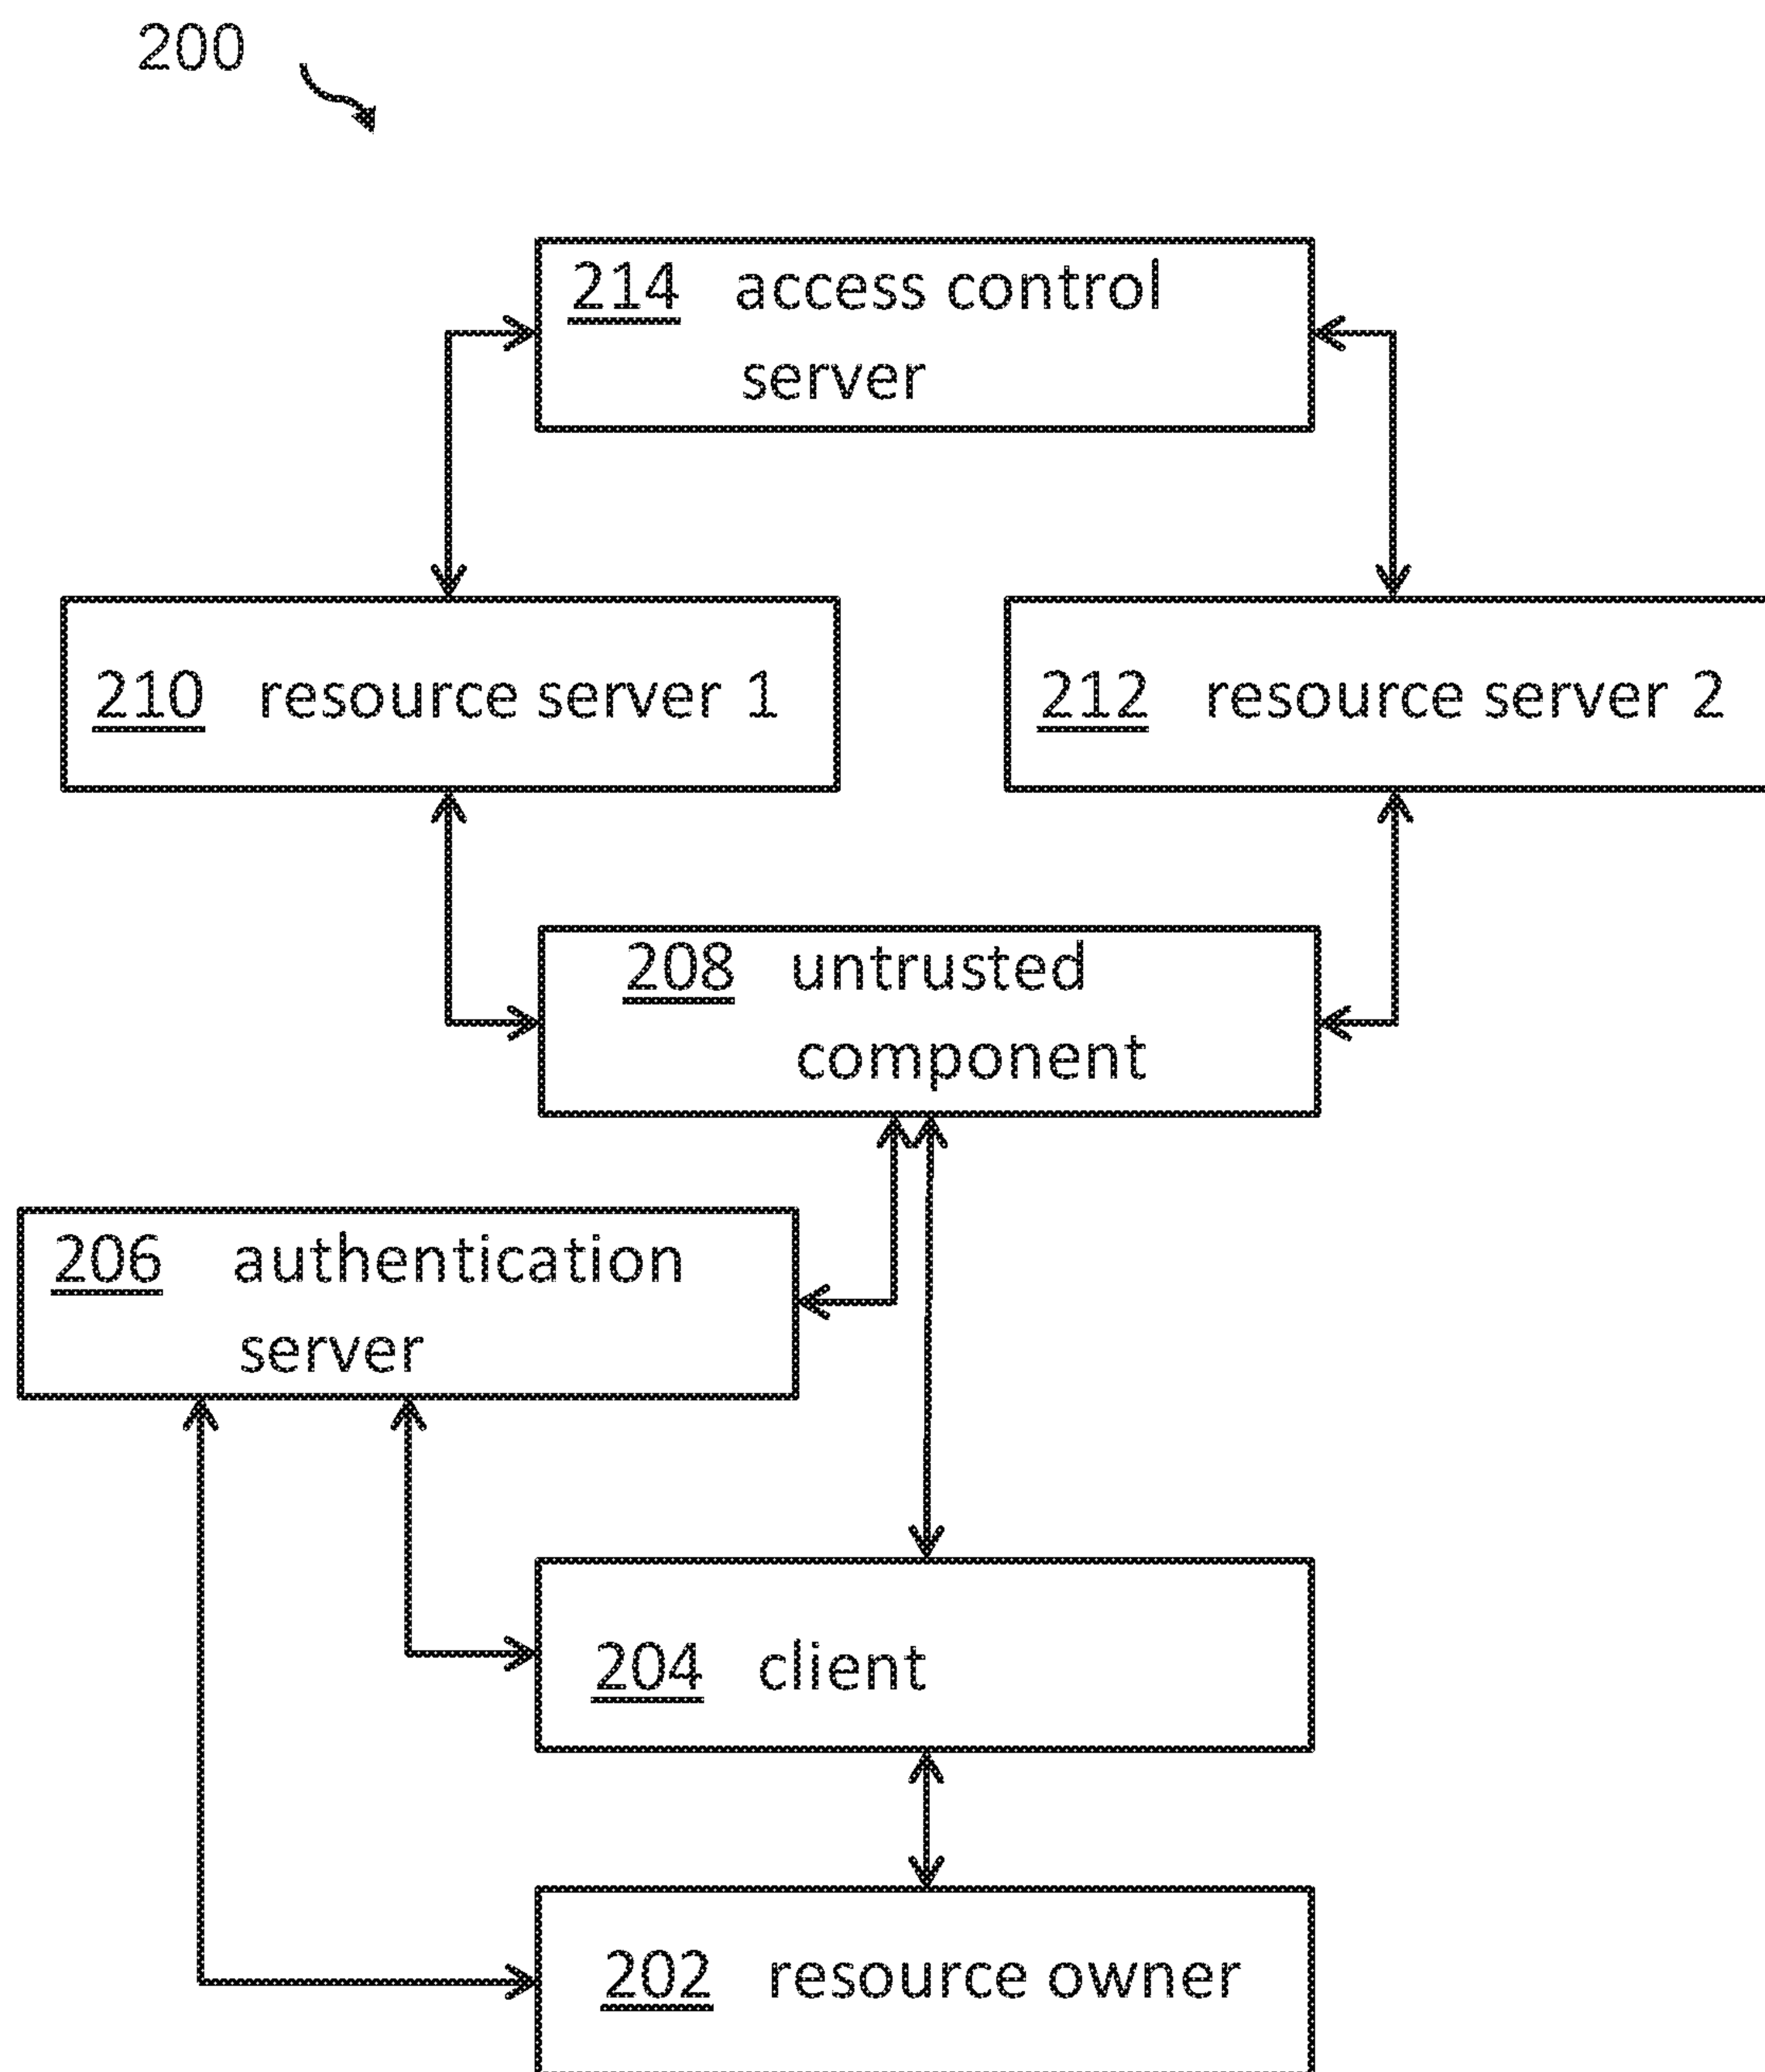 200
214 access control
server
210 resource server 1
212 resource server 2
208 untrusted
component
206 authentication
server
204 client
202 resource owner